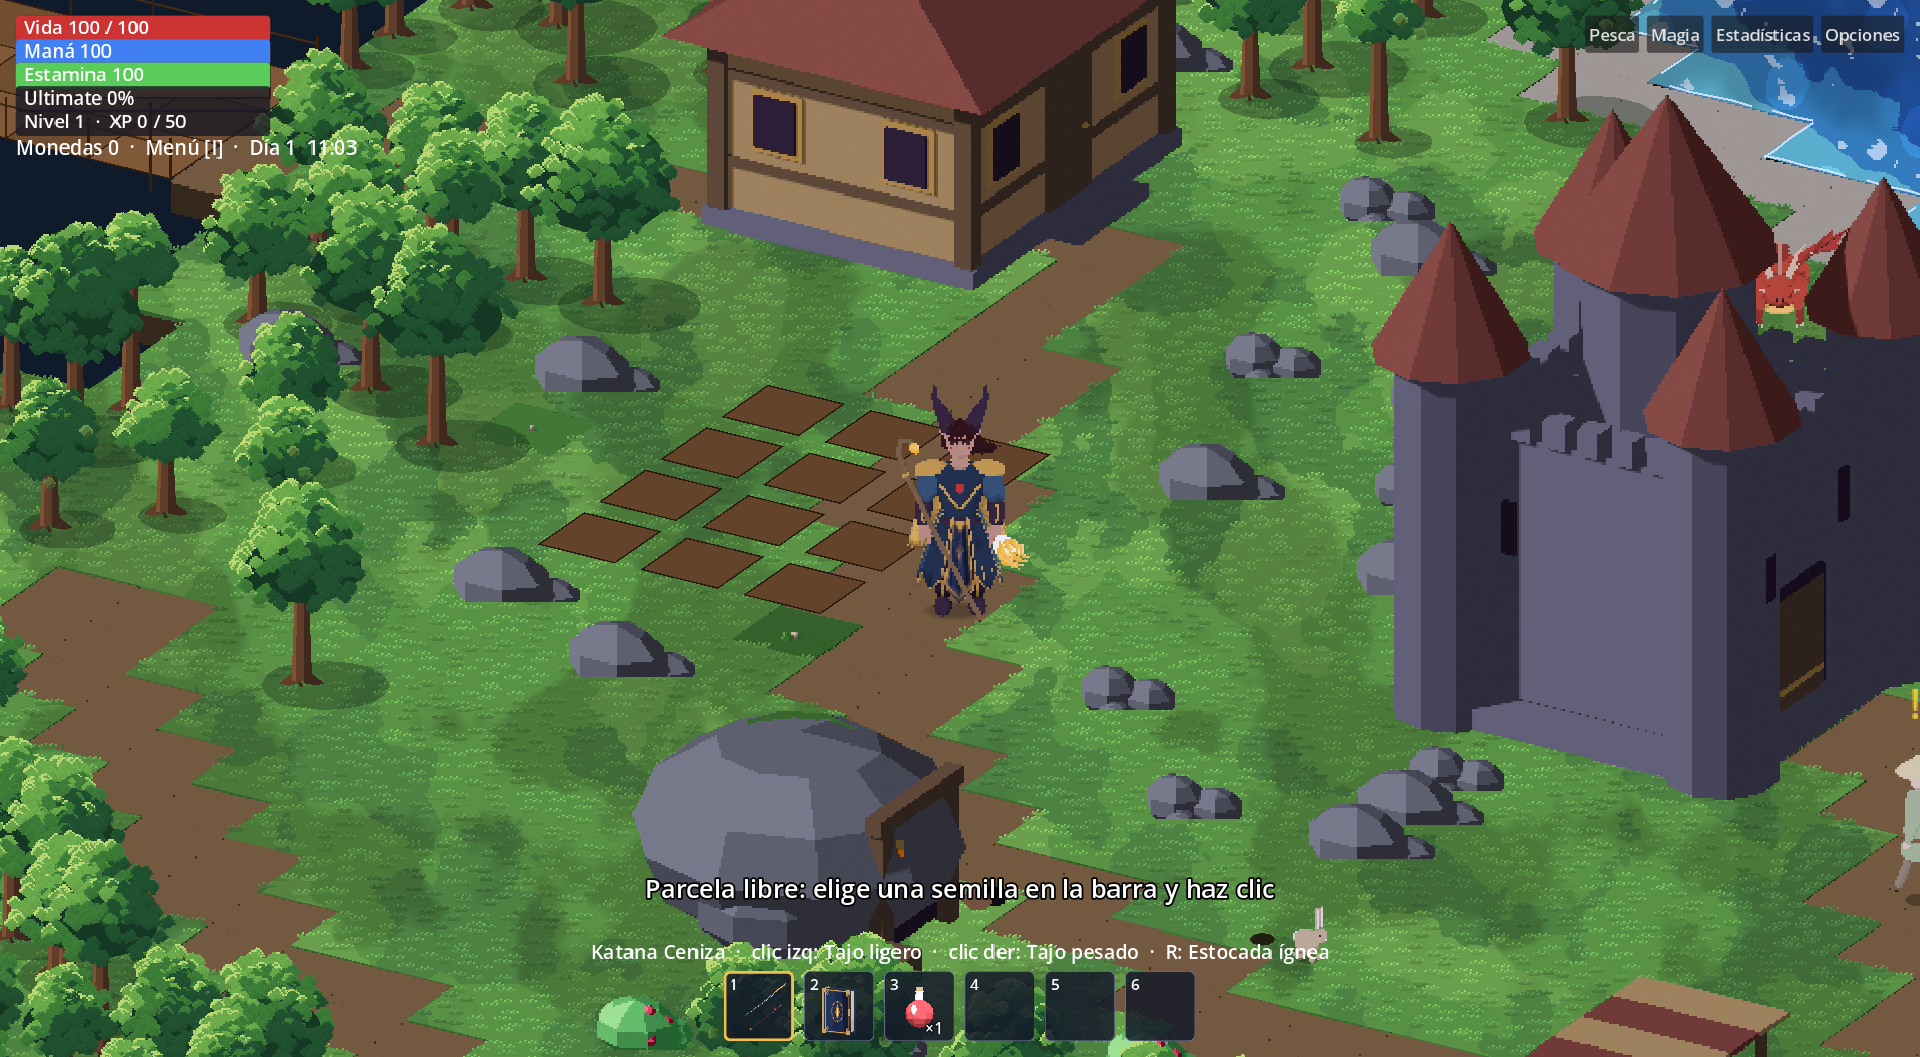 Vida 100 / 100
Maná 100
Estamina 100
Ultimate 0%
Nivel 1 · XP 0 / 50
Monedas 0 · Menú [I] · Día 1 11:03
Pesca Magia Estadísticas Opciones
Parcela libre: elige una semilla en la barra y haz clic
Katana Ceniza · clic izq: Tajo ligero · clic der: Tajo pesado · R: Estocada ígnea
1 2 3 4 5 6
×1